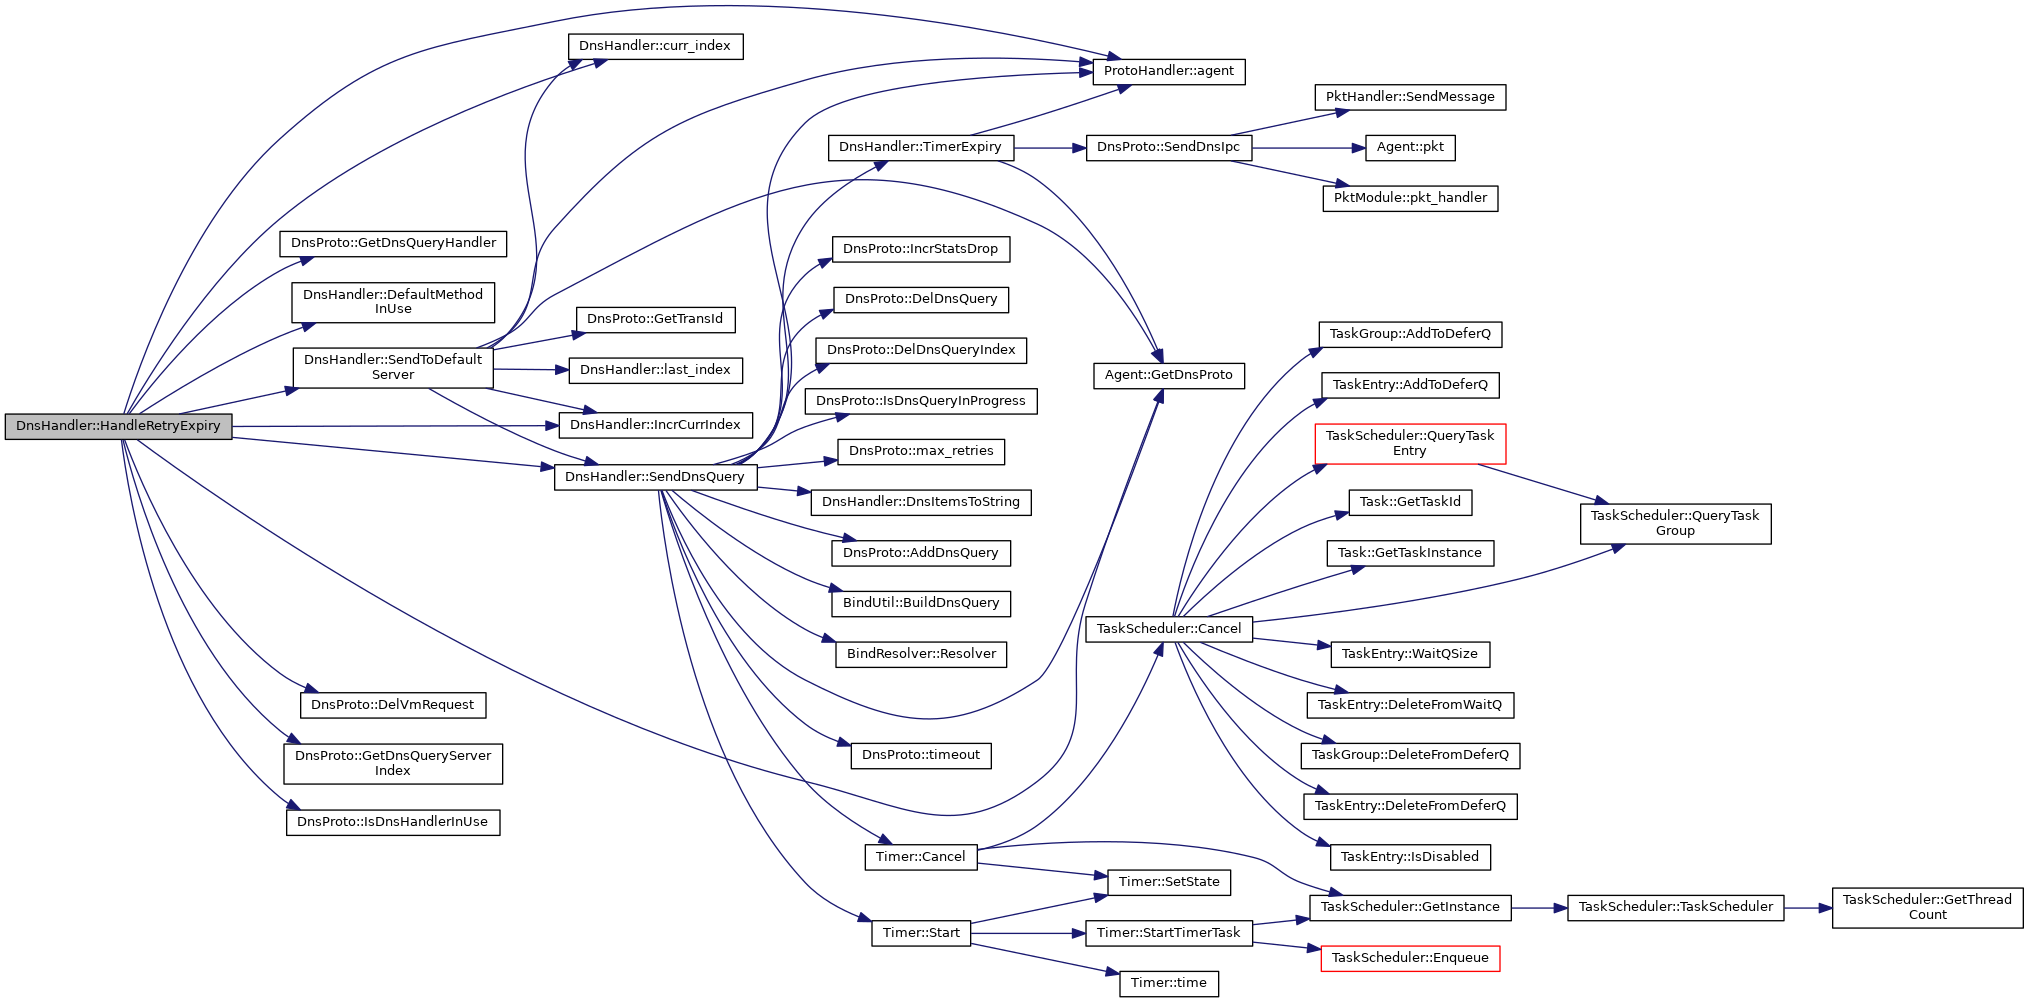 DnsHandler::HandleRetryExpiry
DnsHandler::curr_index
DnsProto::GetDnsQueryHandler
DnsHandler::DefaultMethod
InUse
DnsHandler::SendToDefault
Server
DnsProto::GetTransId
DnsHandler::last_index
DnsHandler::IncrCurrIndex
DnsHandler::SendDnsQuery
DnsProto::DelVmRequest
DnsProto::GetDnsQueryServer
Index
DnsProto::IsDnsHandlerInUse
ProtoHandler::agent
DnsHandler::TimerExpiry
DnsProto::SendDnsIpc
PktHandler::SendMessage
Agent::pkt
PktModule::pkt_handler
DnsProto::IncrStatsDrop
DnsProto::DelDnsQuery
DnsProto::DelDnsQueryIndex
DnsProto::IsDnsQueryInProgress
DnsProto::max_retries
DnsHandler::DnsItemsToString
DnsProto::AddDnsQuery
BindUtil::BuildDnsQuery
BindResolver::Resolver
DnsProto::timeout
Timer::Cancel
Timer::Start
Agent::GetDnsProto
TaskScheduler::Cancel
Timer::SetState
Timer::StartTimerTask
Timer::time
TaskGroup::AddToDeferQ
TaskEntry::AddToDeferQ
TaskScheduler::QueryTask
Entry
Task::GetTaskId
Task::GetTaskInstance
TaskScheduler::QueryTask
Group
TaskEntry::WaitQSize
TaskEntry::DeleteFromWaitQ
TaskGroup::DeleteFromDeferQ
TaskEntry::DeleteFromDeferQ
TaskEntry::IsDisabled
TaskScheduler::GetInstance
TaskScheduler::Enqueue
TaskScheduler::TaskScheduler
TaskScheduler::GetThread
Count